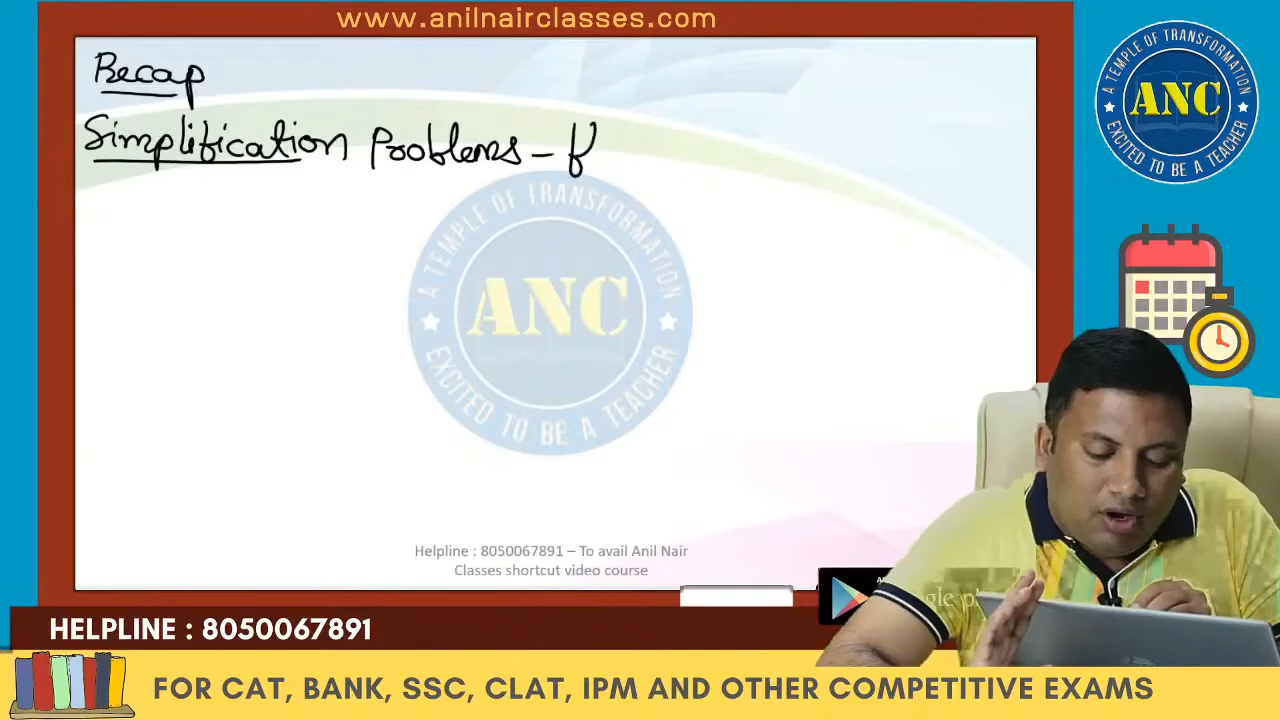 www.anilnairclasses.com
Recap
Simplification Problems –
A TEMPLE OF TRANSFORMATION
ANC
EXCITED TO BE A TEACHER
A TEMPLE OF TRANSFORMATION
ANC
EXCITED TO BE A TEACHER
Helpline : 8050067891 – To avail Anil Nair
Classes shortcut video course
HELPLINE : 8050067891
FOR CAT, BANK, SSC, CLAT, IPM AND OTHER COMPETITIVE EXAMS